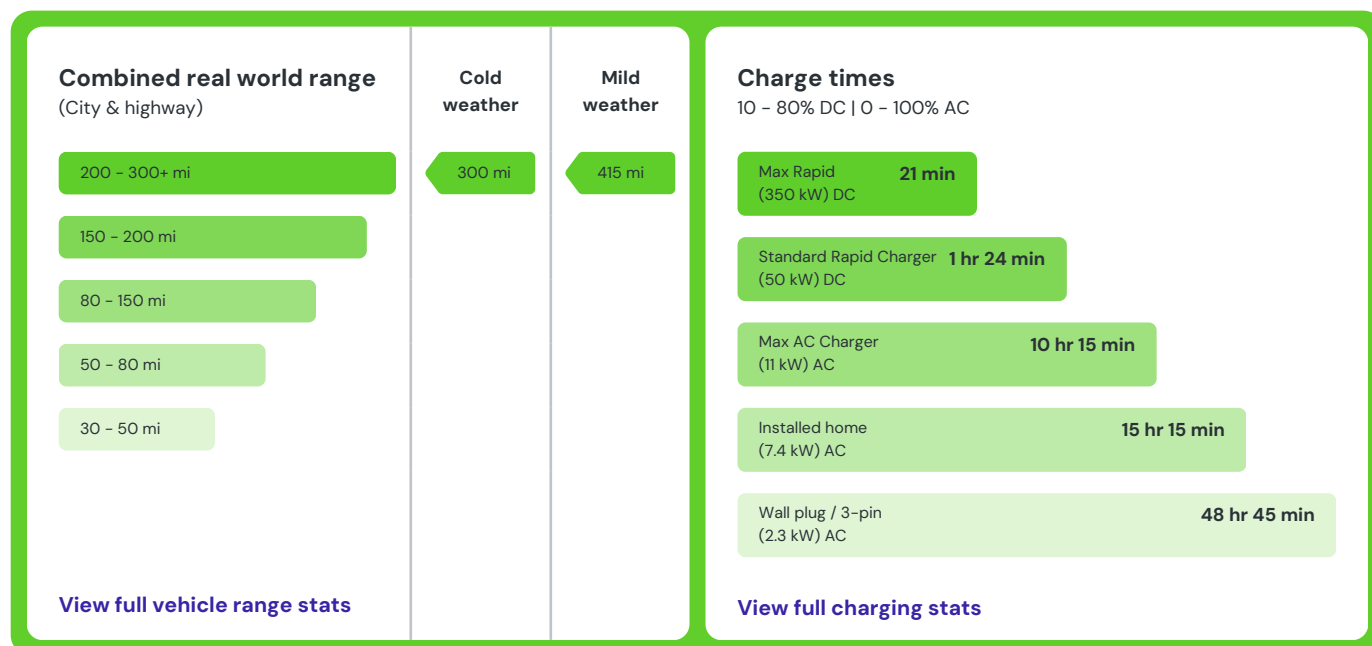 Combined real world range
(City & highway)
Cold
weather
Mild
weather
200 - 300+ mi
300 mi
415 mi
150 - 200 mi
80 - 150 mi
50 - 80 mi
30 - 50 mi
View full vehicle range stats
Charge times
10 - 80% DC | 0 - 100% AC
Max Rapid
(350 kW) DC
21 min
Standard Rapid Charger
(50 kW) DC
1 hr 24 min
Max AC Charger
(11 kW) AC
10 hr 15 min
Installed home
(7.4 kW) AC
15 hr 15 min
Wall plug / 3-pin
(2.3 kW) AC
48 hr 45 min
View full charging stats